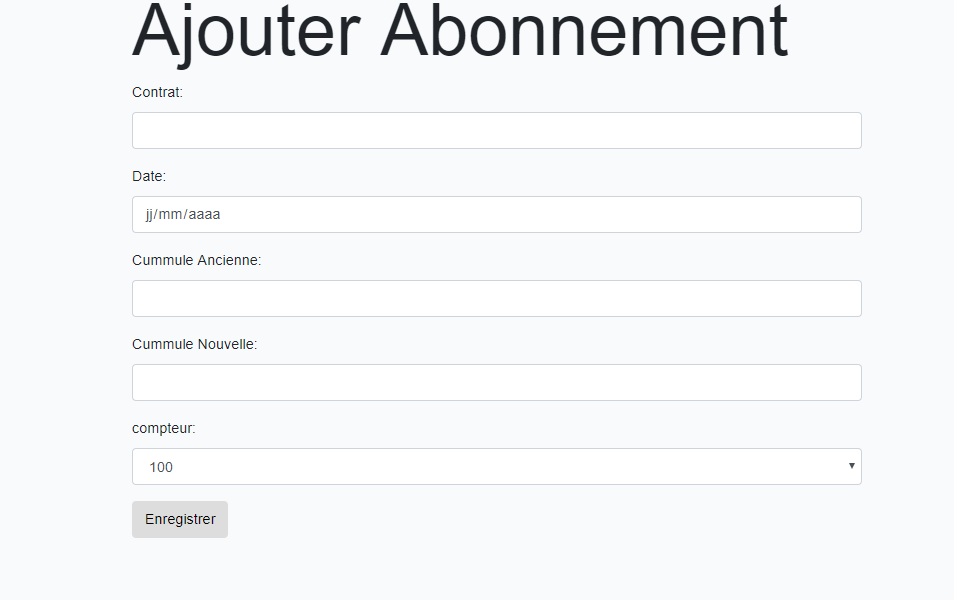 Ajouter Abonnement
Contrat:
Date:
jj/mm/aaaa
Cummule Ancienne:
Cummule Nouvelle:
compteur:
100
Enregistrer